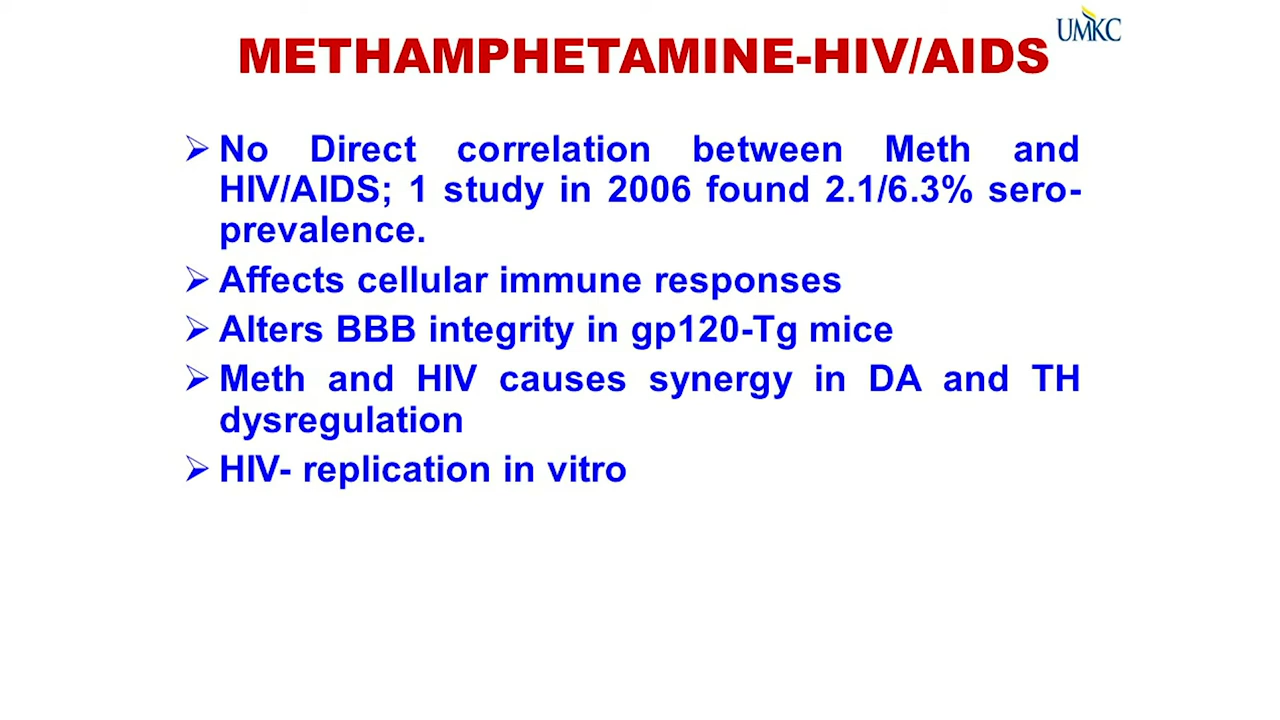 UMKC
METHAMPHETAMINE-HIV/AIDS
➢ No Direct correlation between Meth and
HIV/AIDS; 1 study in 2006 found 2.1/6.3% sero-
prevalence.
➢ Affects cellular immune responses
➢ Alters BBB integrity in gp120-Tg mice
➢ Meth and HIV causes synergy in DA and TH
dysregulation
➢ HIV- replication in vitro